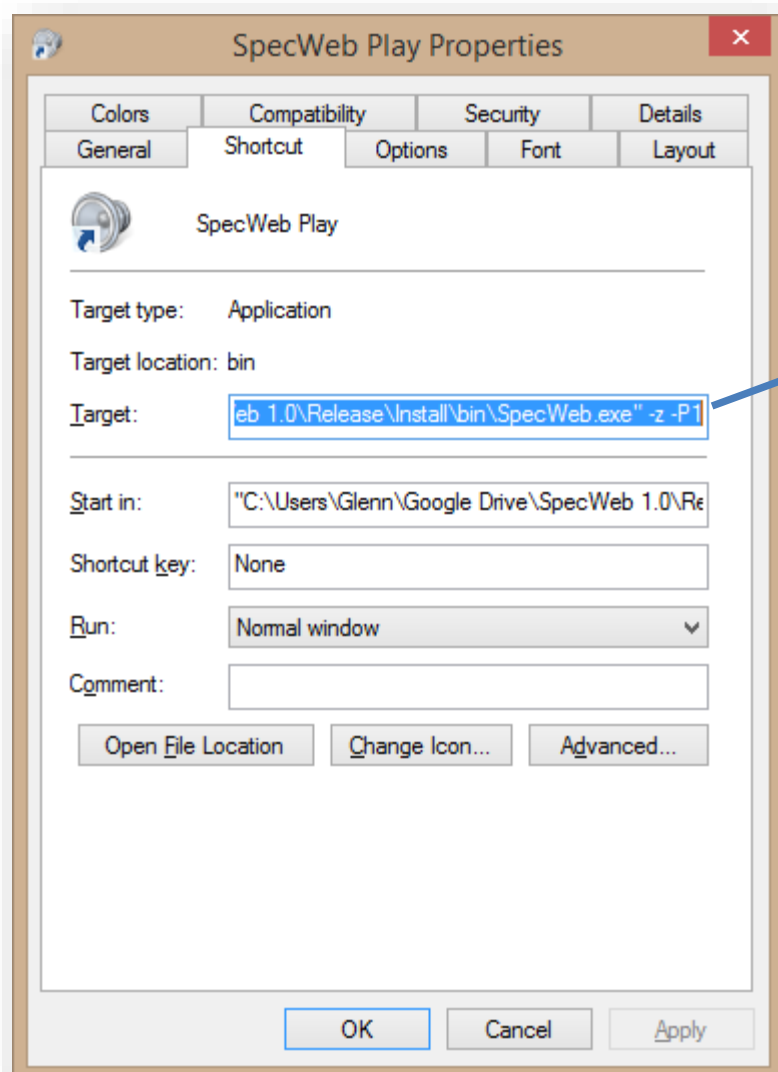 SpecWeb Play Properties
Colors Compatibility Security Details
General Shortcut Options Font Layout
SpecWeb Play
Target type: Application
Target location: bin
Target: eb 1.0\Release\Install\bin\SpecWeb.exe" -z -P1
Start in: "C:\Users\Glenn\Google Drive\SpecWeb 1.0\Re
Shortcut key: None
Run: Normal window
Comment:
Open File Location Change Icon... Advanced...
OK Cancel Apply